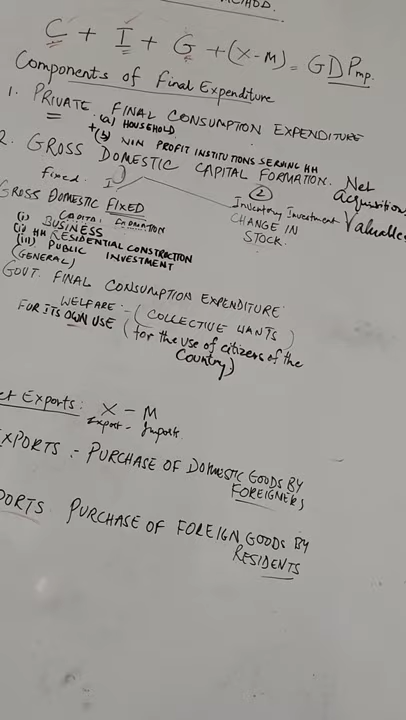 METHOD.
C + I + G + (X-M) = GDPmp.
Components of Final Expenditure
1. PRIVATE FINAL CONSUMPTION EXPENDITURE
(a) HOUSEHOLD
+(b) NON PROFIT INSTITUTIONS SERVING HH
2. GROSS DOMESTIC CAPITAL FORMATION.
Net acquisition Valuables
fixed. I ①
② Inventory Investment
CHANGE IN STOCK.
GROSS DOMESTIC FIXED
CAPITAL FORMATION
(i) BUSINESS
(ii) HH RESIDENTIAL CONSTRACTION
(iii) PUBLIC INVESTMENT
(GENERAL)
GOVT. FINAL CONSUMPTION EXPENDITURE
WELFARE - (COLLECTIVE WANTS)
FOR ITS OWN USE (for the use of citizens of the Country)
et Exports: X - M
Export - Imports
EXPORTS :- PURCHASE OF DOMESTIC GOODS BY
FOREIGNERS
PORTS PURCHASE OF FOREIGN GOODS BY
RESIDENTS